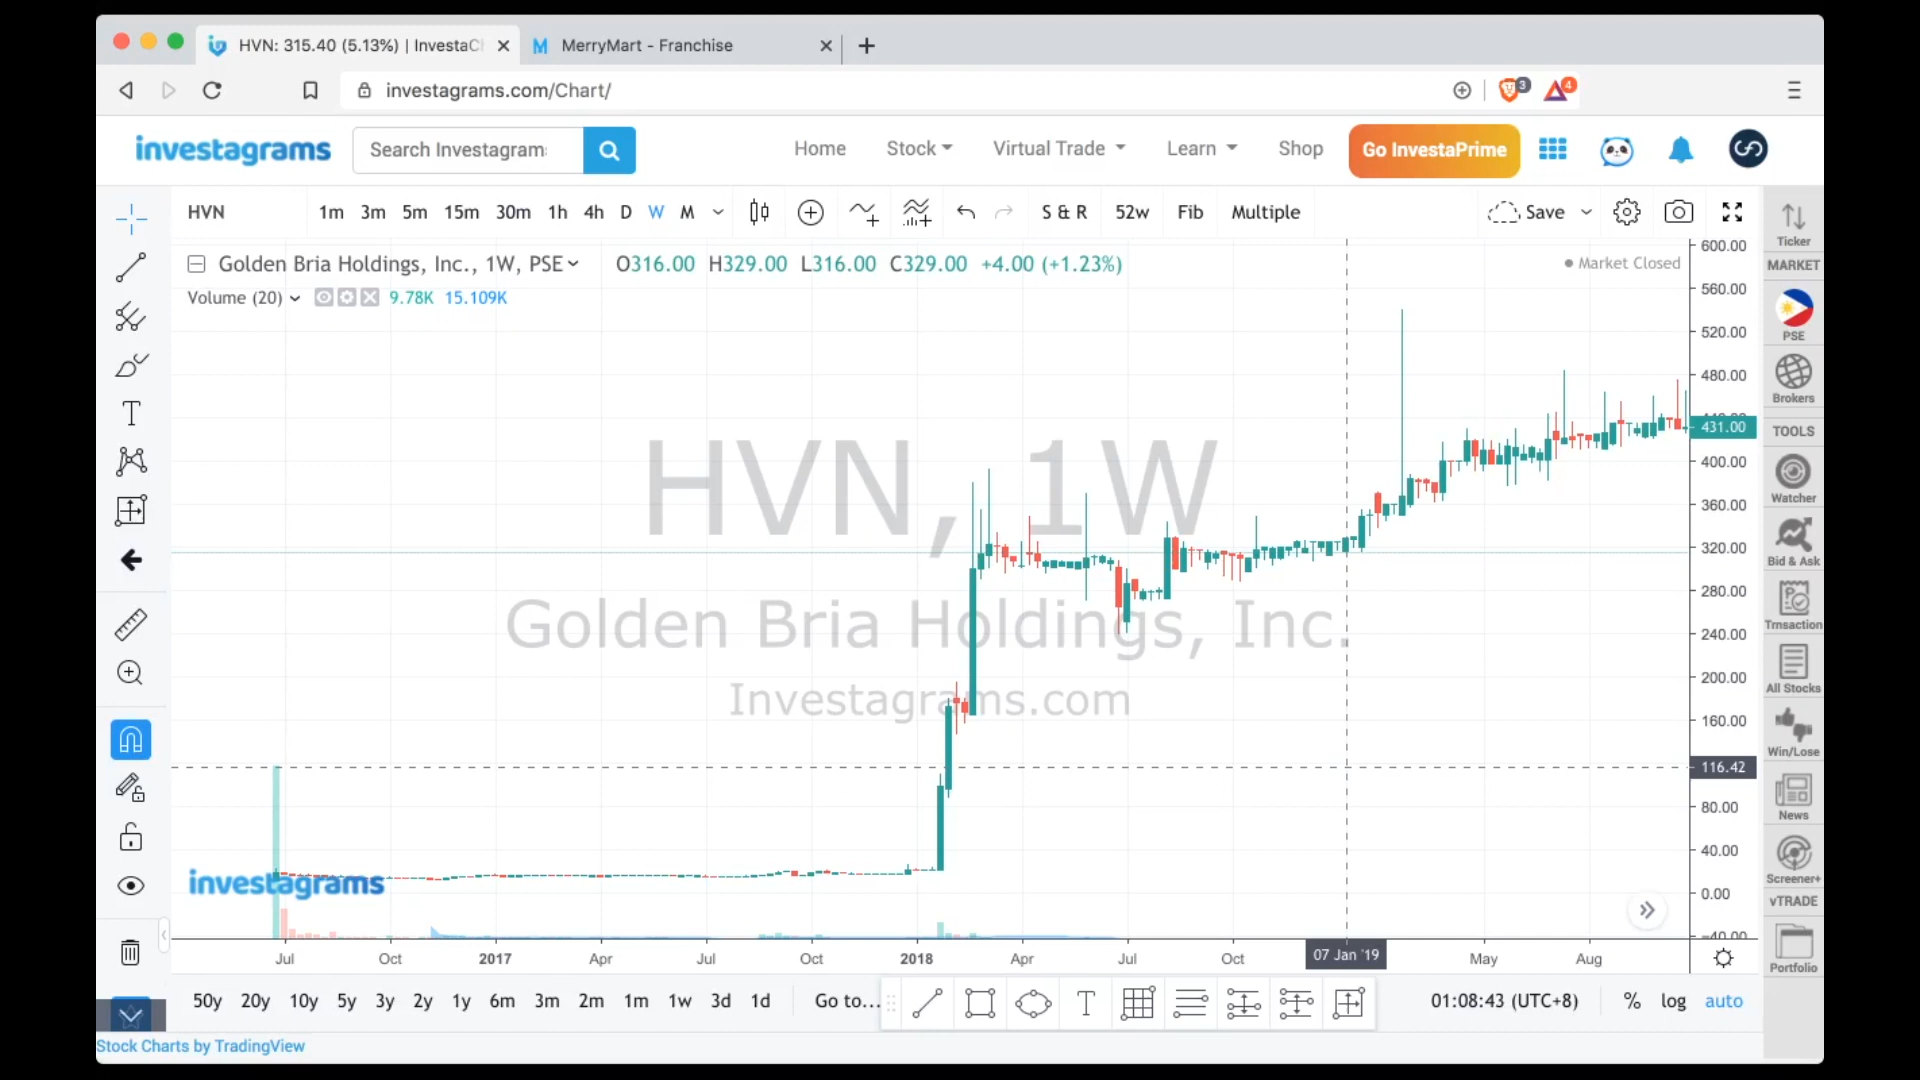 HVN: 315.40 (5.13%) | InvestaC
MerryMart - Franchise
investagrams.com/Chart/
3
4
investagrams
Search Investagram
Home
Stock
Virtual Trade
Learn
Shop
Go InvestaPrime
HVN
1m 3m 5m 15m 30m 1h 4h D W M
S & R
52w
Fib
Multiple
Save
Golden Bria Holdings, Inc., 1W, PSE
O316.00 H329.00 L316.00 C329.00 +4.00 (+1.23%)
Market Closed
Volume (20)
9.78K 15.109K
HVN, 1W
Golden Bria Holdings, Inc.
Investagrams.com
investagrams
600.00
560.00
520.00
480.00
431.00
400.00
360.00
320.00
280.00
240.00
200.00
160.00
116.42
80.00
40.00
0.00
Jul Oct 2017 Apr Jul Oct 2018 Apr Jul Oct 07 Jan '19 May Aug
50y 20y 10y 5y 3y 2y 1y 6m 3m 2m 1m 1w 3d 1d
Go to...
T
01:08:43 (UTC+8)
% log auto
Stock Charts by TradingView
Ticker
MARKET
PSE
Brokers
TOOLS
Watcher
Bid & Ask
Trnsaction
All Stocks
Win/Lose
News
Screener+
vTRADE
Portfolio